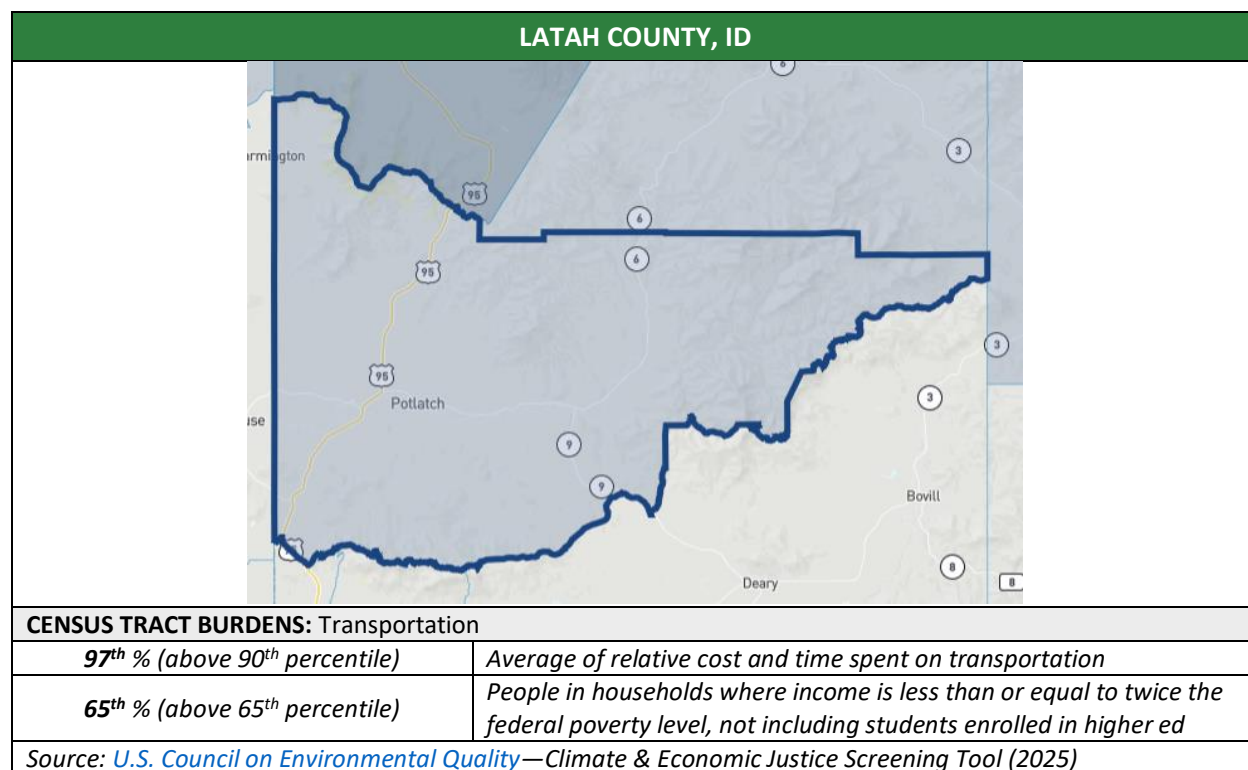 LATAH COUNTY, ID
6
3
armington
95
6
6
95
3
95
3
Potlatch
use
9
9
Bovill
8
8
Deary
CENSUS TRACT BURDENS: Transportation
97th % (above 90th percentile)
Average of relative cost and time spent on transportation
65th % (above 65th percentile)
People in households where income is less than or equal to twice the
federal poverty level, not including students enrolled in higher ed
Source: U.S. Council on Environmental Quality—Climate & Economic Justice Screening Tool (2025)